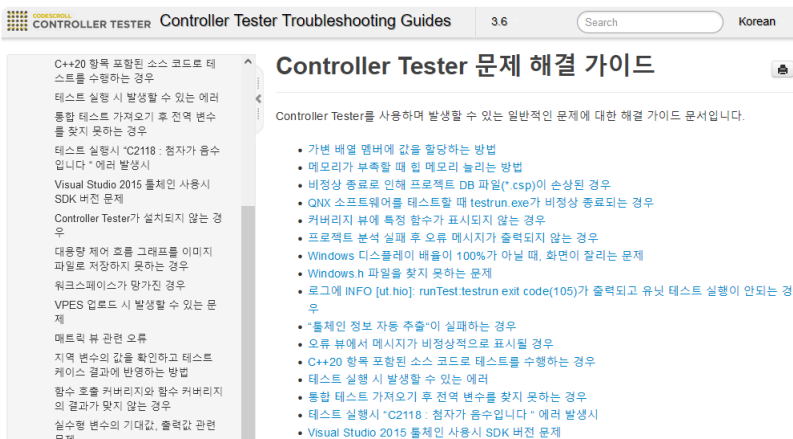 CODESCROLL
CONTROLLER TESTER
Controller Tester Troubleshooting Guides
3.6
Search
Korean
C++20 항목 포함된 소스 코드로 테
스트를 수행하는 경우
테스트 실행 시 발생할 수 있는 에러
통합 테스트 가져오기 후 전역 변수
를 찾지 못하는 경우
테스트 실행시 “C2118 : 첨자가 음수
입니다 “ 에러 발생시
Visual Studio 2015 툴체인 사용시
SDK 버전 문제
Controller Tester가 설치되지 않는 경
우
대용량 제어 흐름 그래프를 이미지
파일로 저장하지 못하는 경우
워크스페이스가 망가진 경우
VPES 업로드 시 발생할 수 있는 문
제
매트릭 뷰 관련 오류
지역 변수의 값을 확인하고 테스트
케이스 결과에 반영하는 방법
함수 호출 커버리지와 함수 커버리지
의 결과가 맞지 않는 경우
실수형 변수의 기대값, 출력값 관련
문제
Controller Tester 문제 해결 가이드
Controller Tester를 사용하며 발생할 수 있는 일반적인 문제에 대한 해결 가이드 문서입니다.
• 가변 배열 멤버에 값을 할당하는 방법
• 메모리가 부족할 때 힙 메모리 늘리는 방법
• 비정상 종료로 인해 프로젝트 DB 파일(*.csp)이 손상된 경우
• QNX 소프트웨어를 테스트할 때 testrun.exe가 비정상 종료되는 경우
• 커버리지 뷰에 특정 함수가 표시되지 않는 경우
• 프로젝트 분석 실패 후 오류 메시지가 출력되지 않는 경우
• Windows 디스플레이 배율이 100%가 아닐 때, 화면이 잘리는 문제
• Windows.h 파일을 찾지 못하는 문제
• 로그에 INFO [ut.hio]: runTest:testrun exit code(105)가 출력되고 유닛 테스트 실행이 안되는 경
우
• “툴체인 정보 자동 추출“이 실패하는 경우
• 오류 뷰에서 메시지가 비정상적으로 표시될 경우
• C++20 항목 포함된 소스 코드로 테스트를 수행하는 경우
• 테스트 실행 시 발생할 수 있는 에러
• 통합 테스트 가져오기 후 전역 변수를 찾지 못하는 경우
• 테스트 실행시 “C2118 : 첨자가 음수입니다 “ 에러 발생시
• Visual Studio 2015 툴체인 사용시 SDK 버전 문제